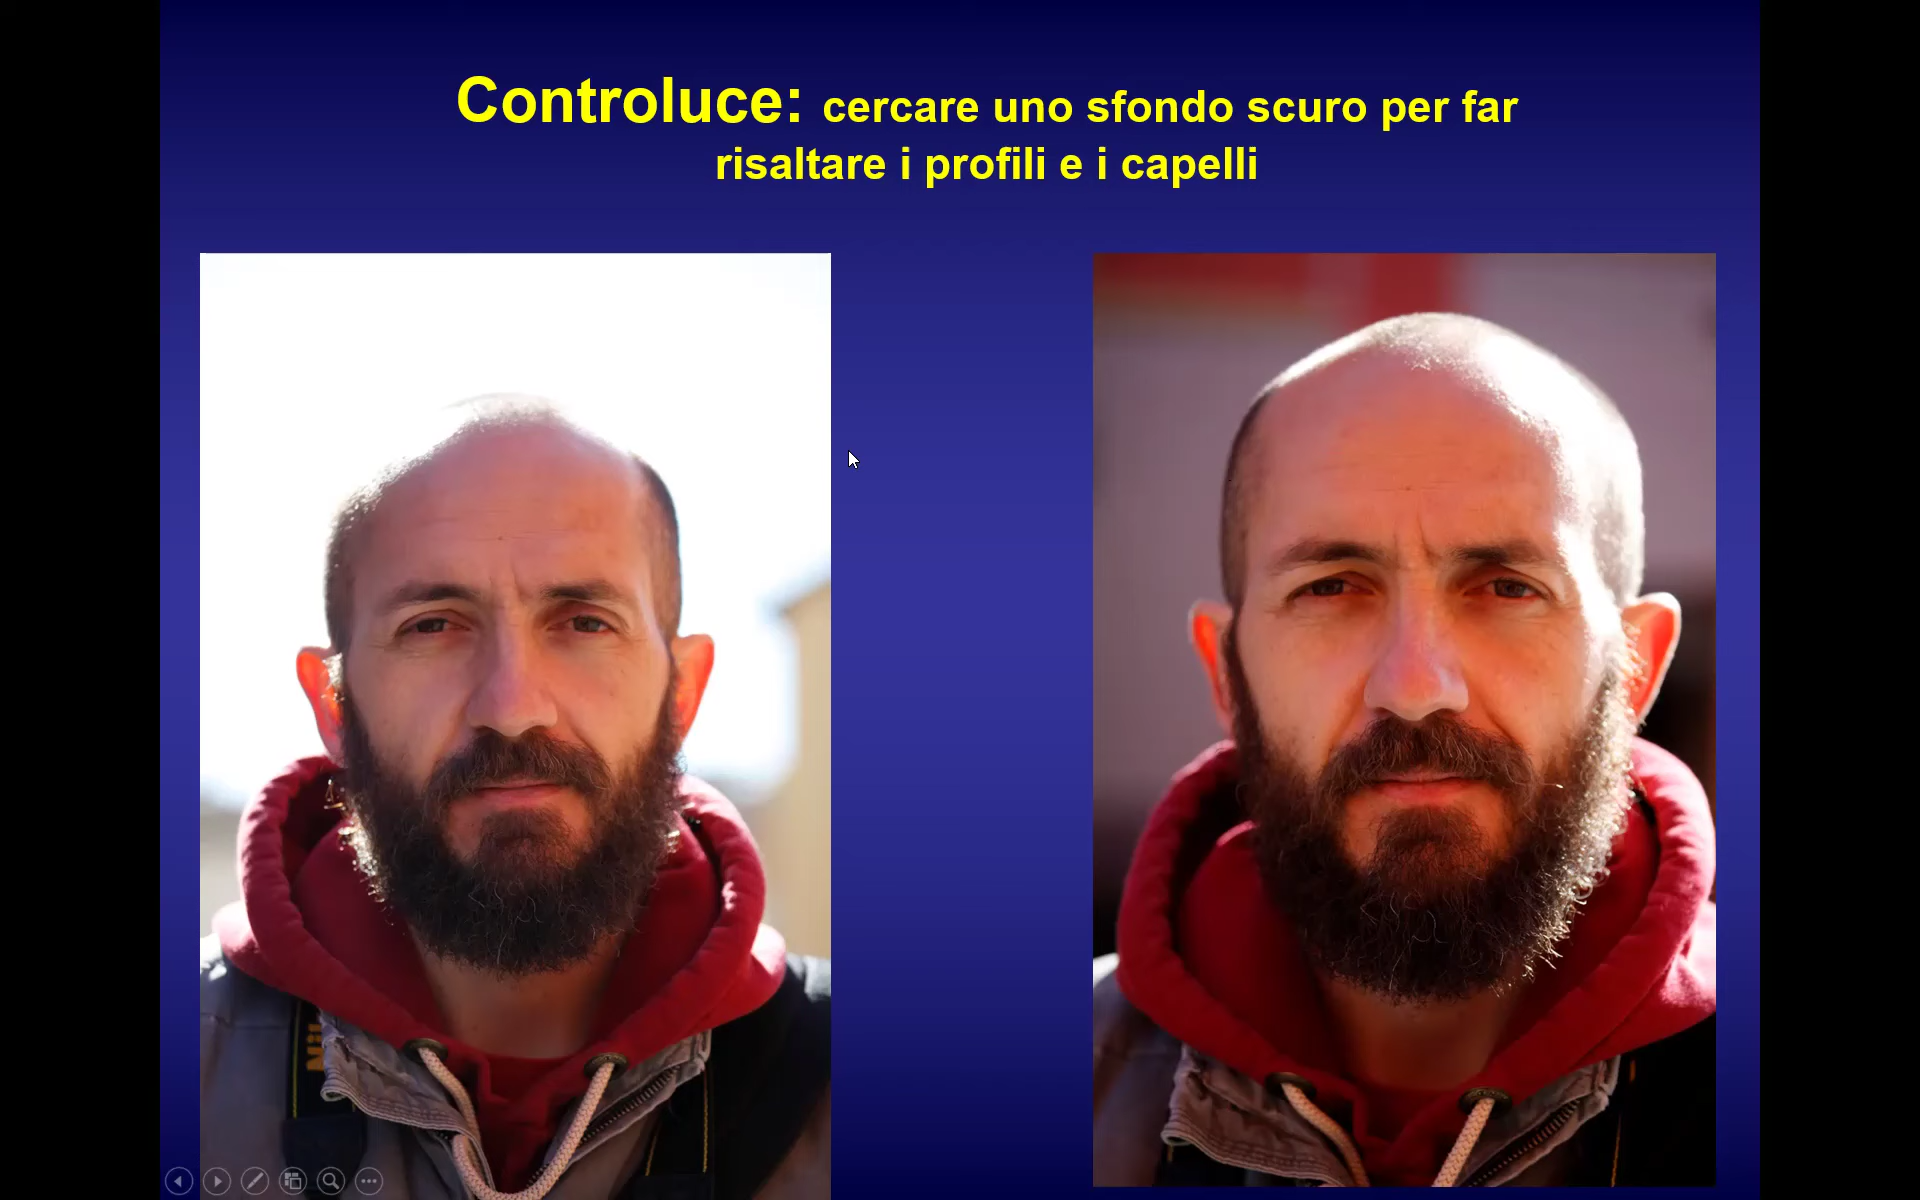 Controluce: cercare uno sfondo scuro per far
risaltare i profili e i capelli